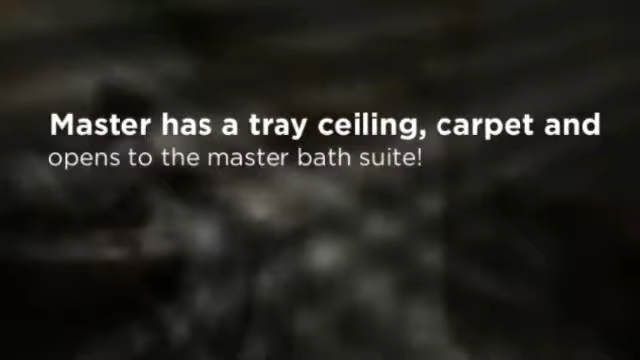 Master has a tray ceiling, carpet and
opens to the master bath suite!